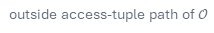 outside access-tuple path of 𝒪